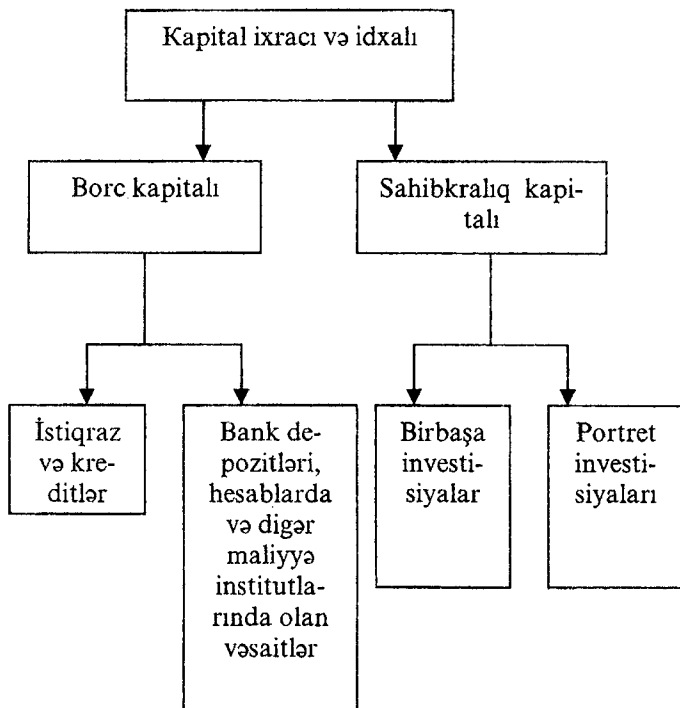 Kapital ixracı və idxalı
Borc kapitalı
Sahibkralıq kapi-
talı
İstiqraz
və kre-
ditlər
Bank de-
pozitləri,
hesablarda
və digər
maliyyə
institutla-
rında olan
vəsaitlər
Birbaşa
investi-
siyalar
Portret
investi-
siyaları